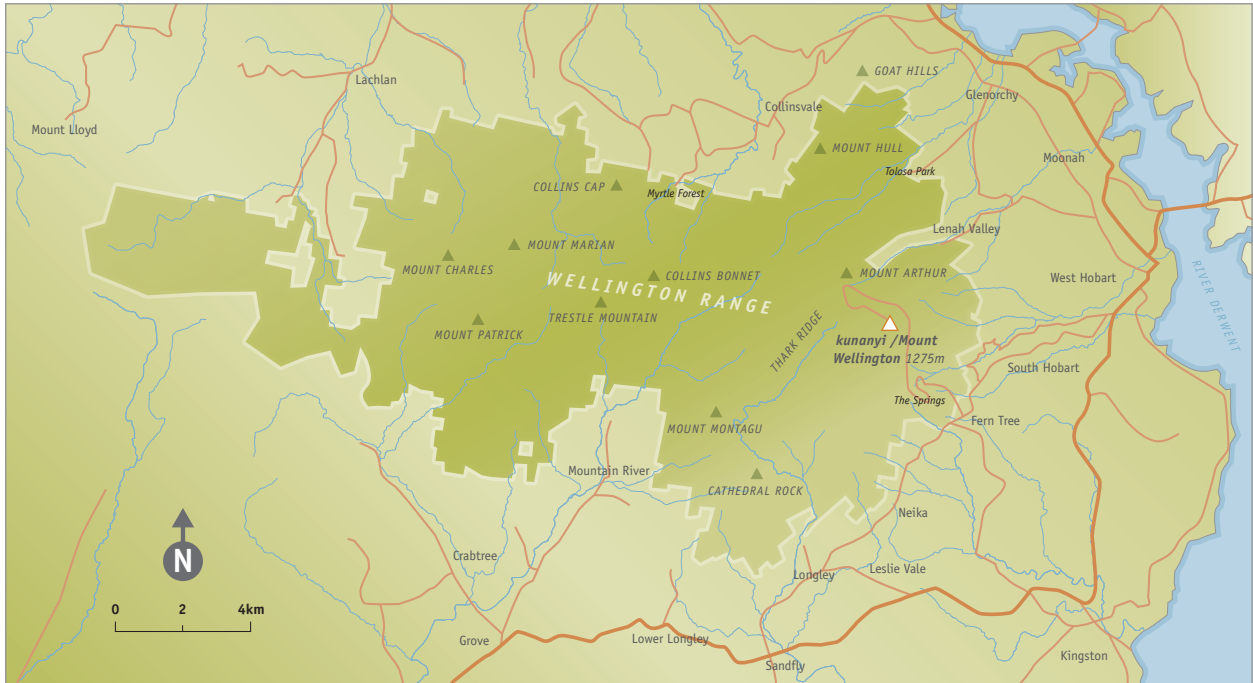 GOAT HILLS
Lachlan
Glenorchy
Collinsvale
Mount Lloyd
MOUNT HULL
Moonah
Tolosa Park
COLLINS CAP
Myrtle Forest
Lenah Valley
MOUNT MARIAN
MOUNT CHARLES
COLLINS BONNET
MOUNT ARTHUR
West Hobart
WELLINGTON RANGE
RIVER DERWENT
TRESTLE MOUNTAIN
MOUNT PATRICK
THARK RIDGE
kunanyi /Mount
Wellington 1275m
South Hobart
The Springs
Fern Tree
MOUNT MONTAGU
Mountain River
CATHEDRAL ROCK
Neika
N
Crabtree
Leslie Vale
Longley
0 2 4km
Grove
Lower Longley
Sandfly
Kingston